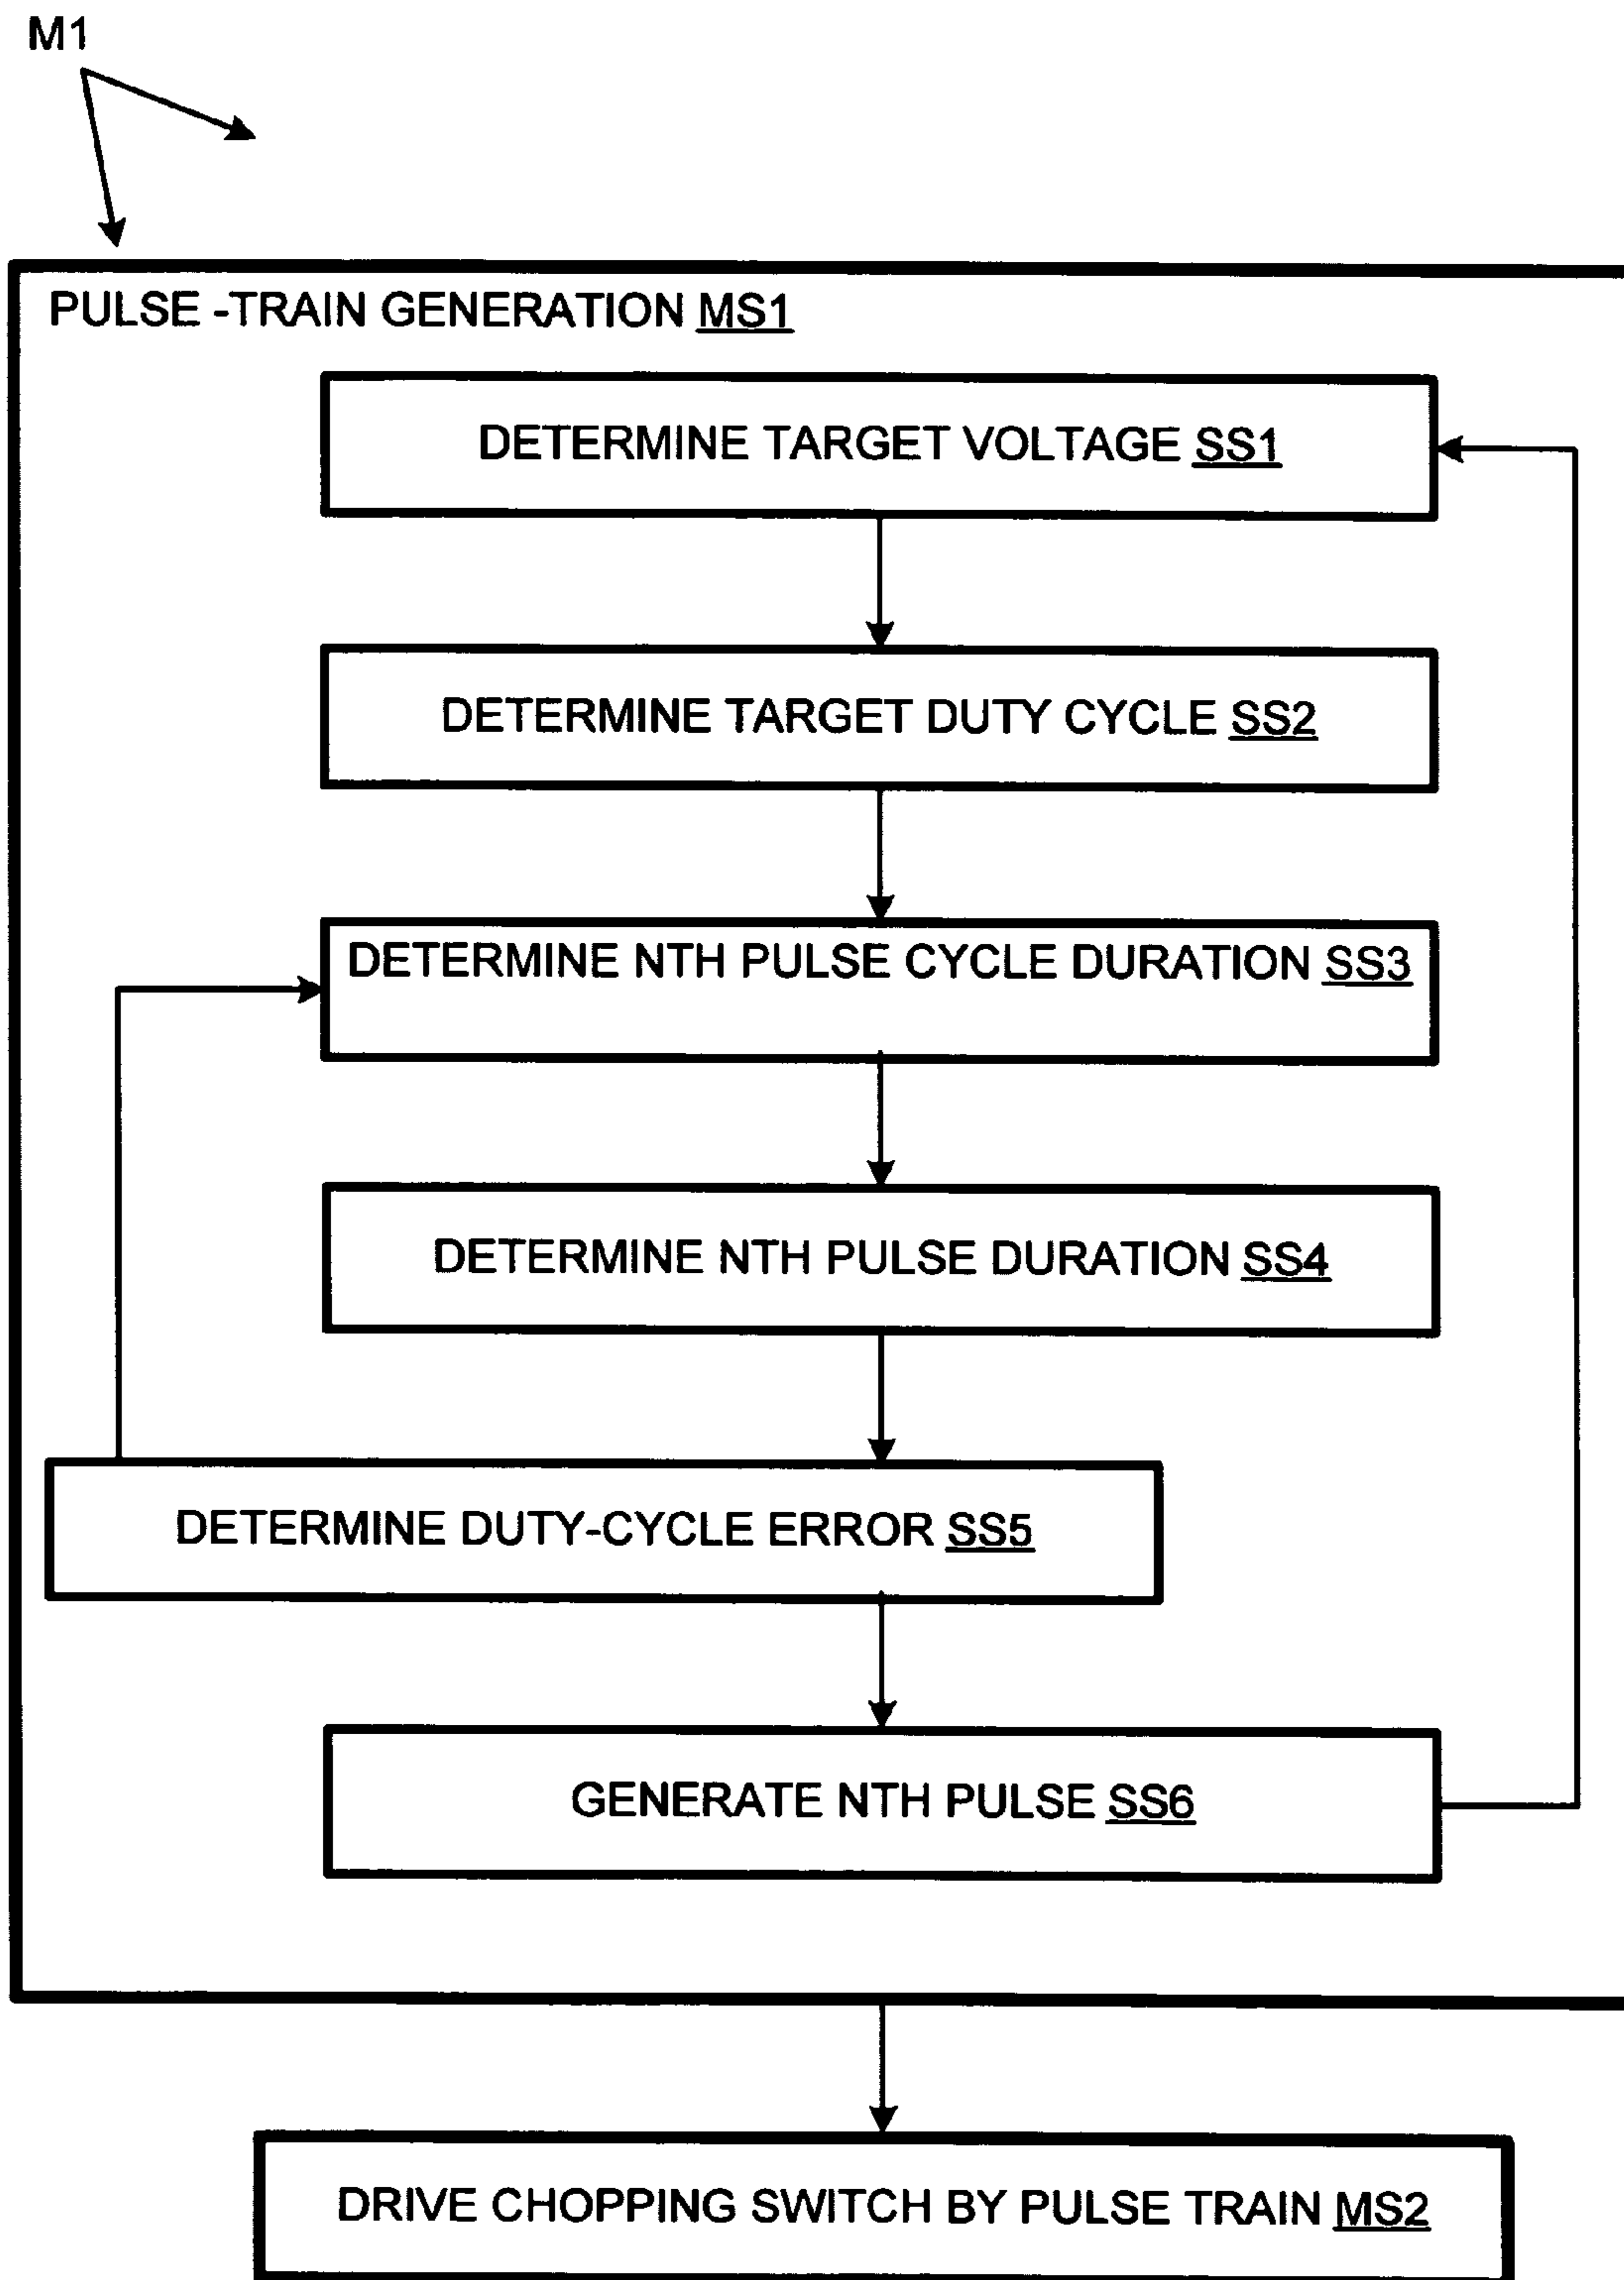 M1
PULSE -TRAIN GENERATION MS1
DETERMINE TARGET VOLTAGE SS1
DETERMINE TARGET DUTY CYCLE SS2
DETERMINE NTH PULSE CYCLE DURATION SS3
DETERMINE NTH PULSE DURATION SS4
DETERMINE DUTY-CYCLE ERROR SS5
GENERATE NTH PULSE SS6
DRIVE CHOPPING SWITCH BY PULSE TRAIN MS2